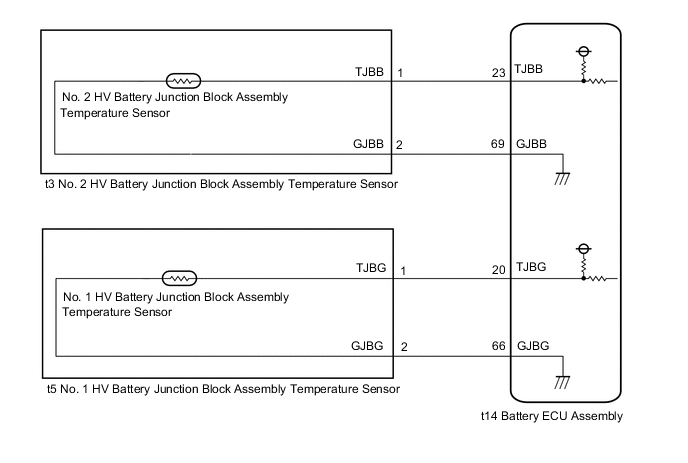 TJBB 1 23 TJBB
No. 2 HV Battery Junction Block Assembly
Temperature Sensor
GJBB 2 69 GJBB
t3 No. 2 HV Battery Junction Block Assembly Temperature Sensor
TJBG 1 20 TJBG
No. 1 HV Battery Junction Block Assembly
Temperature Sensor
GJBG 2 66 GJBG
t5 No. 1 HV Battery Junction Block Assembly Temperature Sensor
t14 Battery ECU Assembly